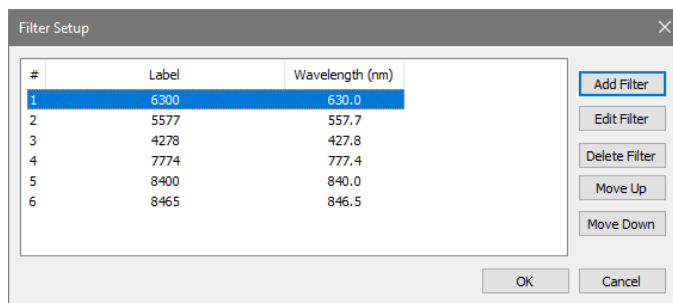 Filter Setup
# Label Wavelength (nm)
1 6300 630.0
2 5577 557.7
3 4278 427.8
4 7774 777.4
5 8400 840.0
6 8465 846.5
Add Filter
Edit Filter
Delete Filter
Move Up
Move Down
OK Cancel